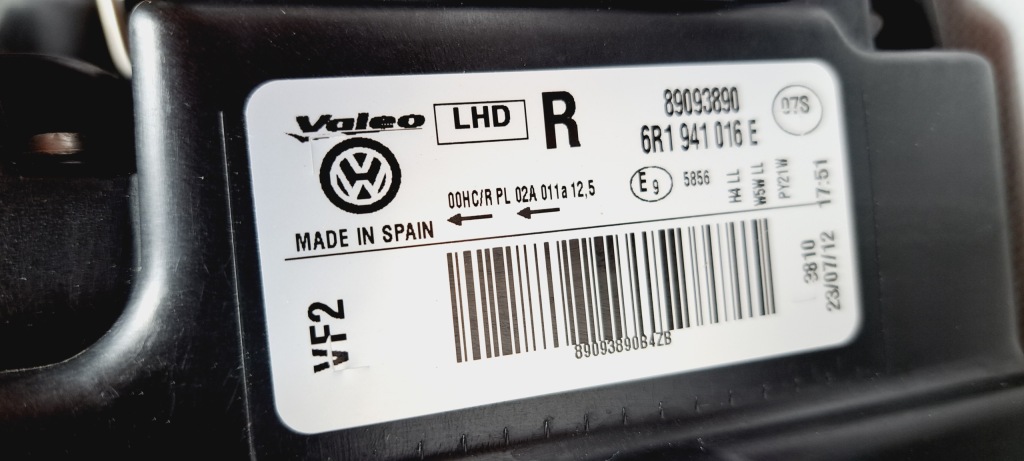 Valeo
LHD
R
89093890
6R1 941 016 E
07S
MADE IN SPAIN
00HC/R PL 02A 011a 12,5
E9
5856
H4 LL
W5W LL
PY21W
17:51
3810
23/07/12
VF2
89093890B4ZB